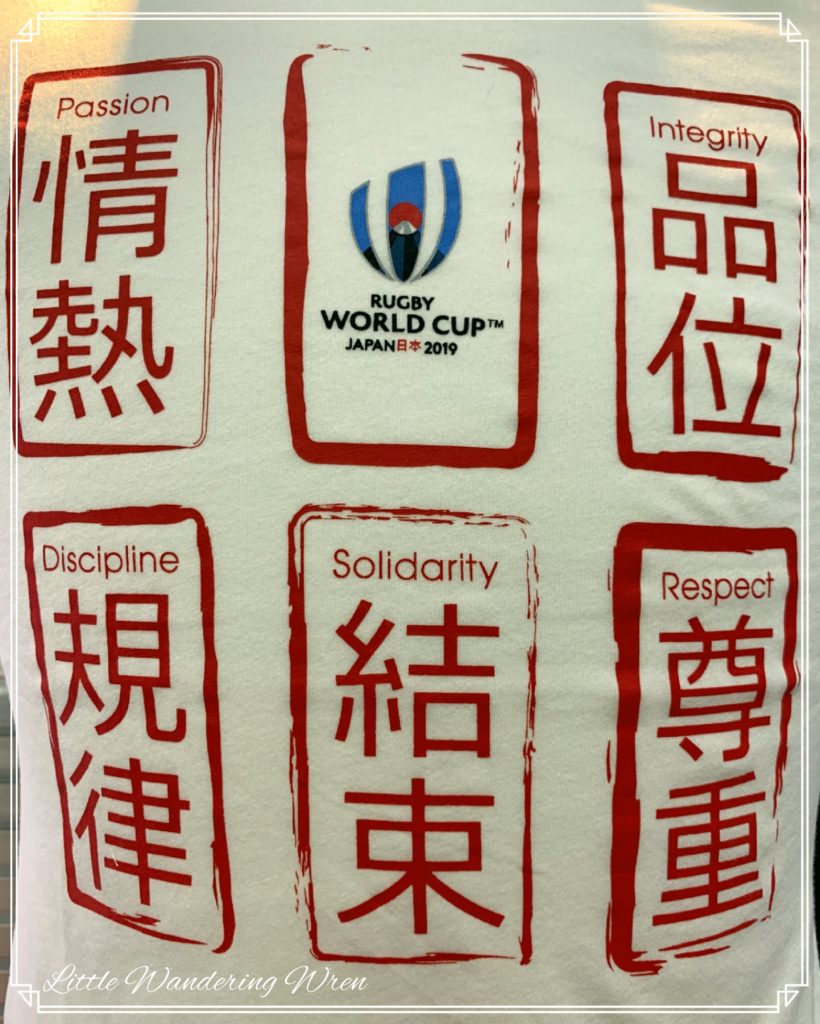 Passion
情熱
RUGBY
WORLD CUP™
JAPAN日本2019
Integrity
品位
Discipline
規律
Solidarity
結束
Respect
尊重
Little Wandering Wren